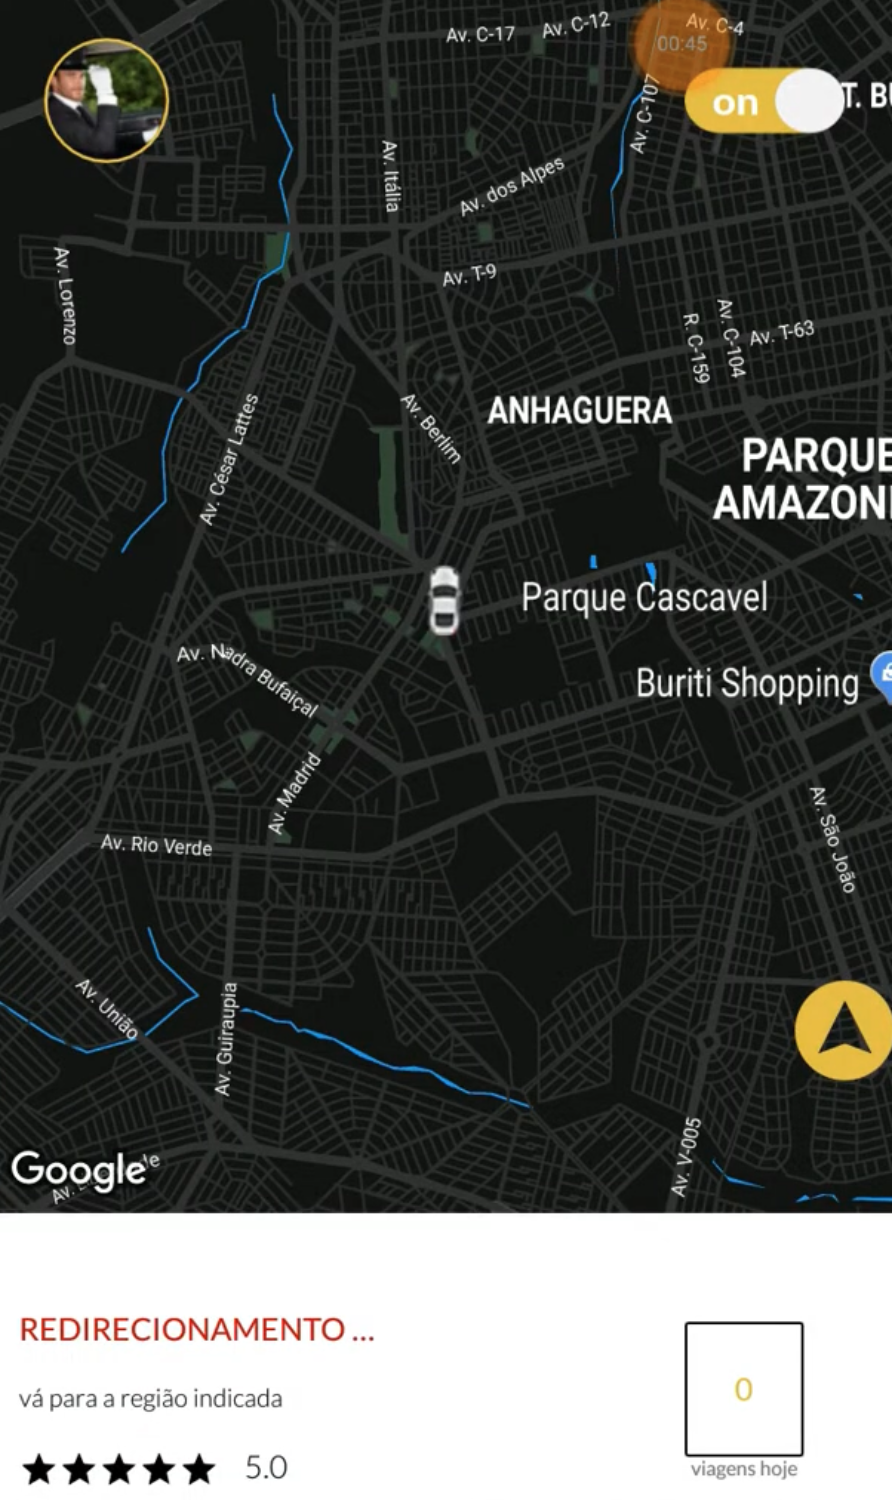 Av. C-17
Av. C-12
Av. C-4
00:45
on
T. BU
Av. C-107
Av. Itália
Av. dos Alpes
Av. Lorenzo
Av. T-9
R. C-159
Av. C-104
Av. T-63
Av. César Lattes
Av. Berlim
ANHAGUERA
PARQUE
AMAZONI
Parque Cascavel
Av. Nadra Bufaiçal
Buriti Shopping
Av. Madrid
Av. São João
Av. Rio Verde
Av. União
Av. Guiraupia
Av. V-005
Google
Av.
REDIRECIONAMENTO ...
vá para a região indicada
0
5.0
viagens hoje